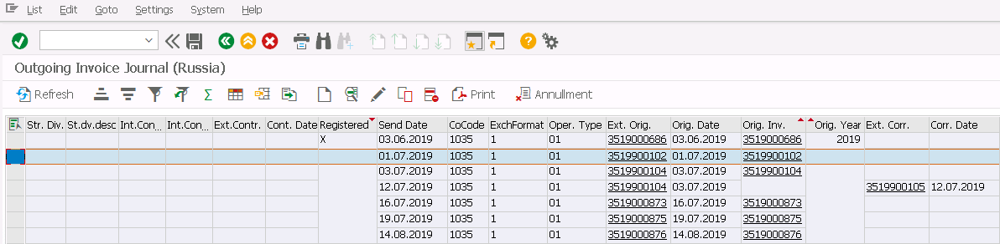 List Edit Goto Settings System Help
Outgoing Invoice Journal (Russia)
Refresh Σ Print Annullment
Str. Div. St.dv.desc Int.Con... Int.Con... Ext.Contr. Cont. Date Registered Send Date CoCode ExchFormat Oper. Type Ext. Orig. Orig. Date Orig. Inv. Orig. Year Ext. Corr. Corr. Date
X 03.06.2019 1035 1 01 3519000686 03.06.2019 3519000686 2019
01.07.2019 1035 1 01 3519900102 01.07.2019 3519900102
03.07.2019 1035 1 01 3519900104 03.07.2019 3519900104
12.07.2019 1035 1 01 3519900104 03.07.2019 3519900105 12.07.2019
16.07.2019 1035 1 01 3519000873 16.07.2019 3519000873
19.07.2019 1035 1 01 3519000875 19.07.2019 3519000875
14.08.2019 1035 1 01 3519000876 14.08.2019 3519000876